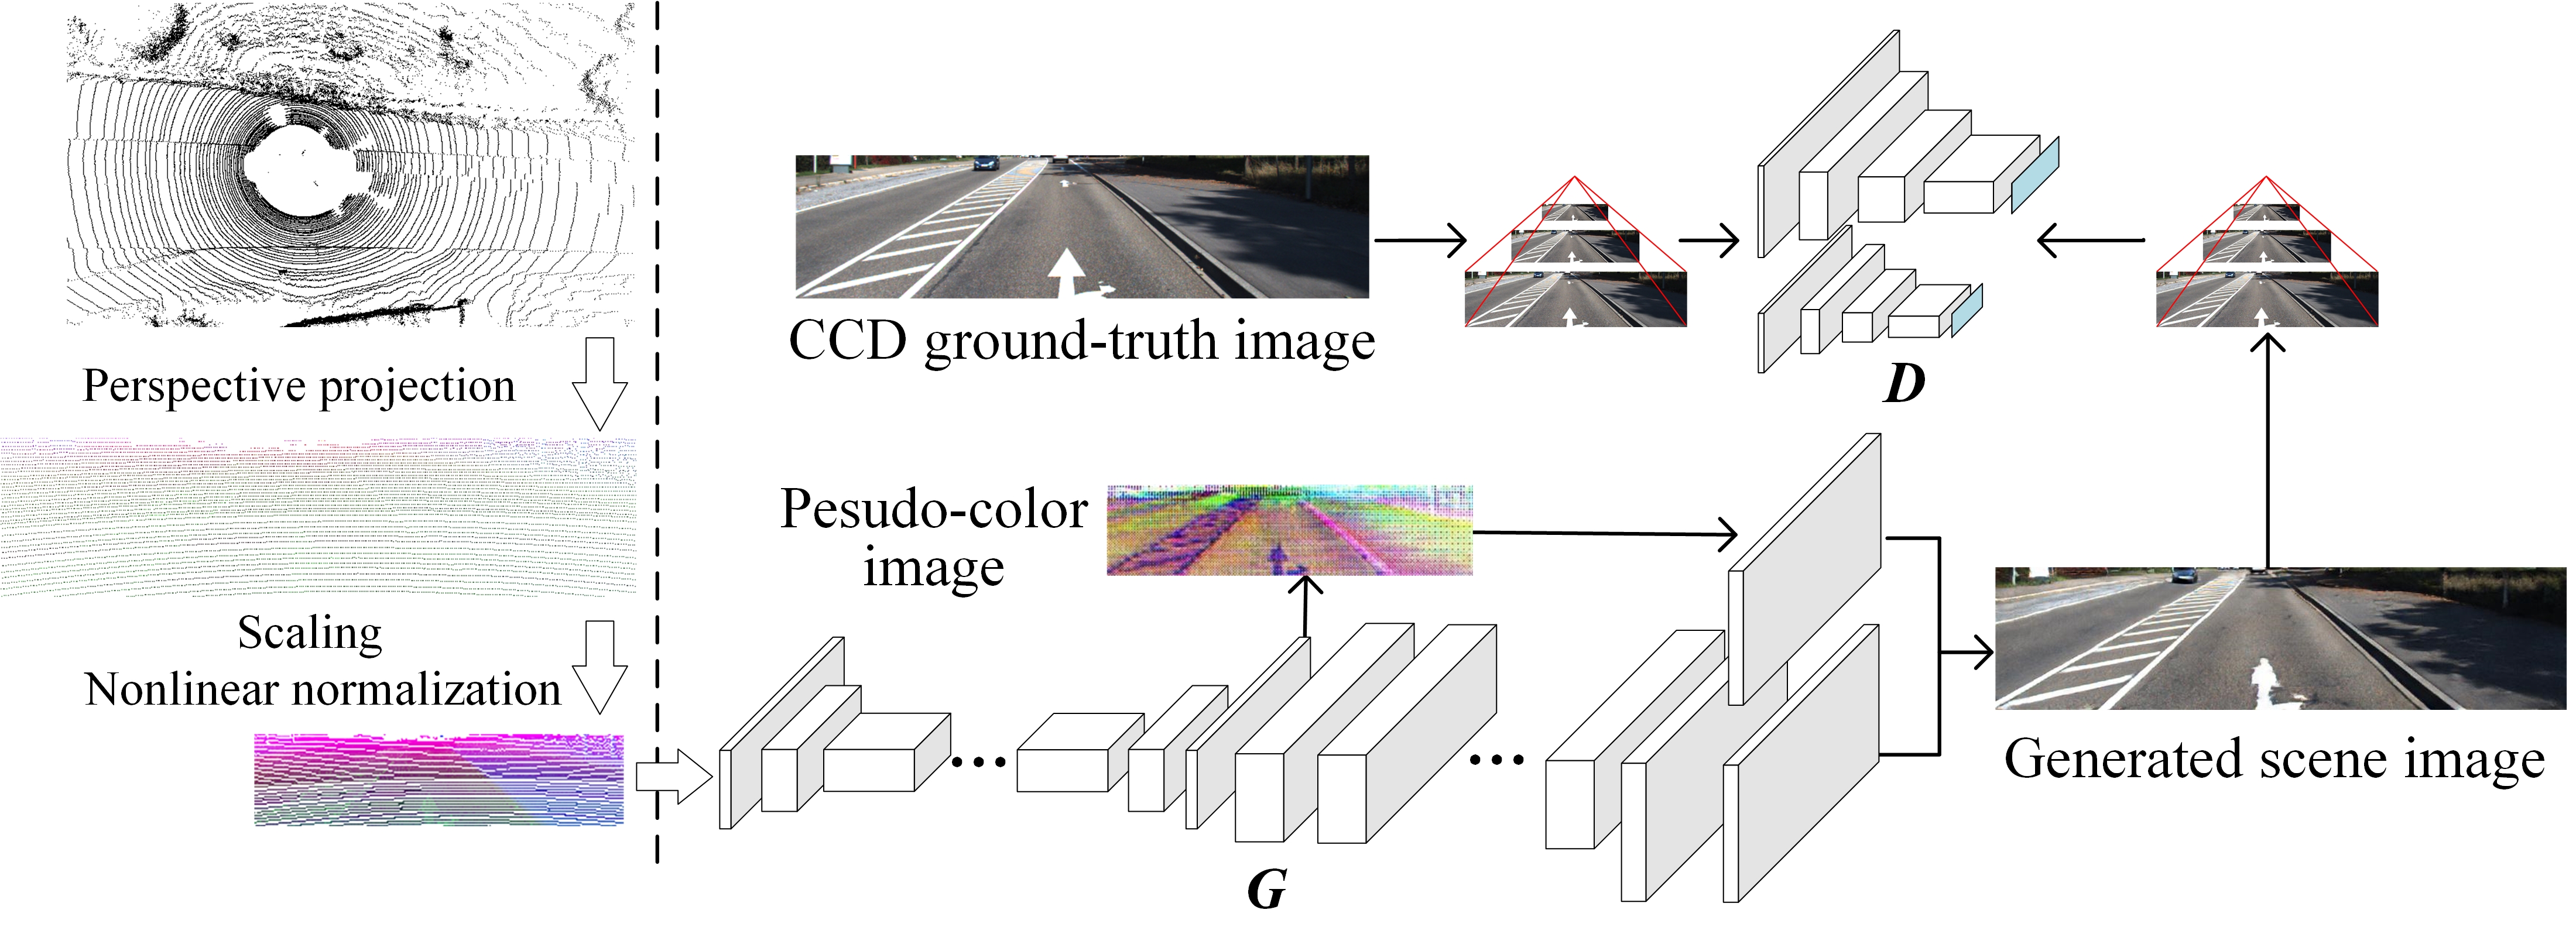 Perspective projection
Scaling
Nonlinear normalization
CCD ground-truth image
D
Pesudo-color
image
G
Generated scene image